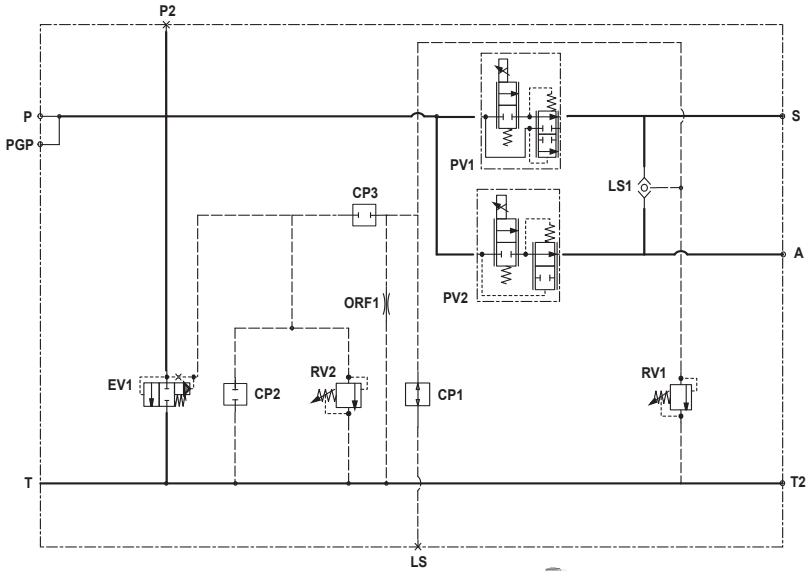 P2
P
PGP
S
PV1
LS1
CP3
PV2
A
ORF1
EV1
CP2
RV2
CP1
RV1
T
T2
LS